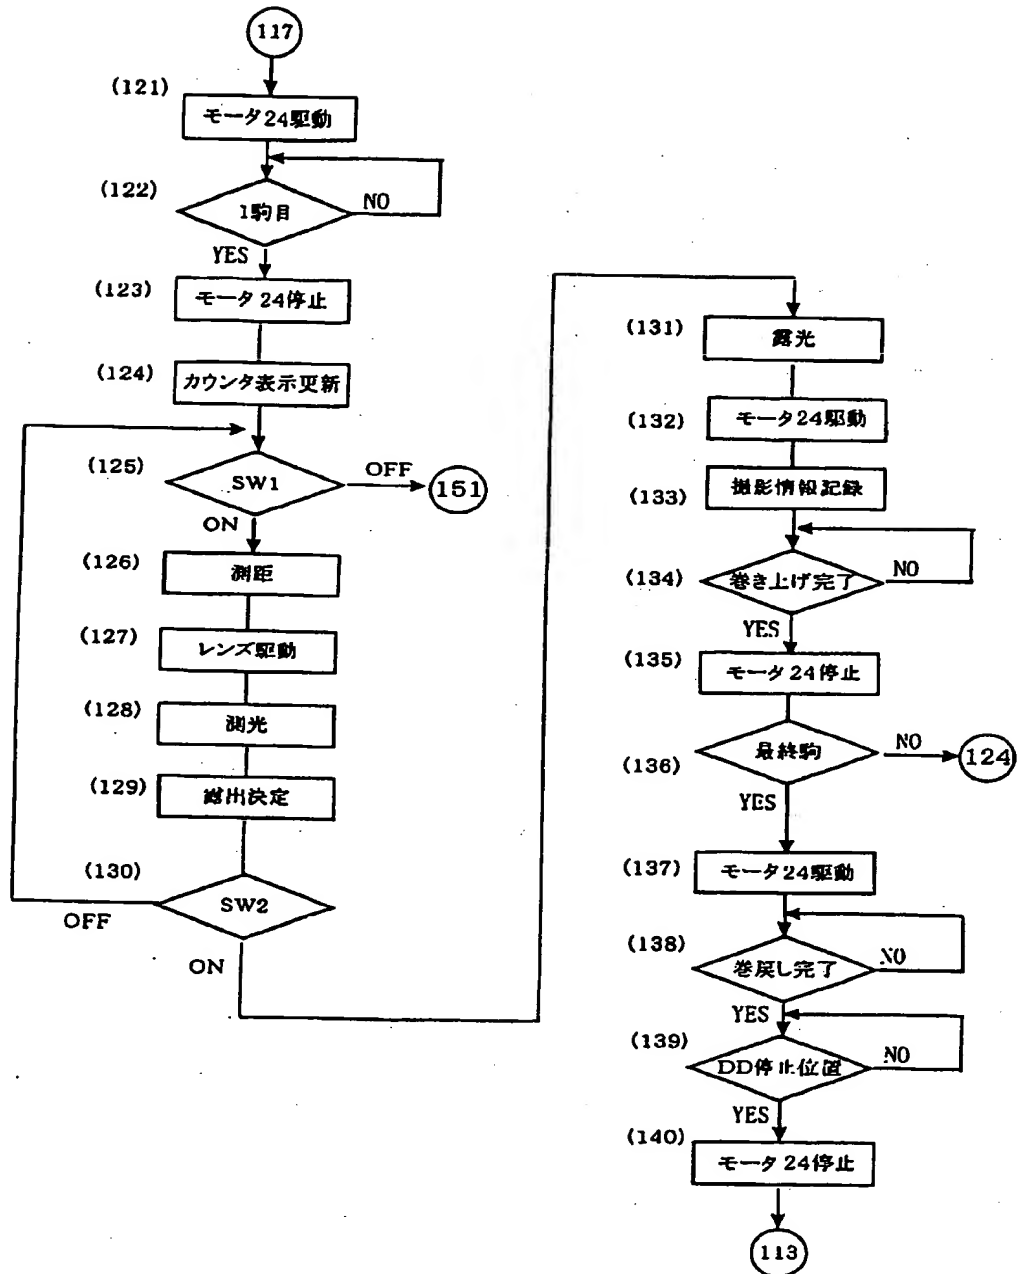 117
(121)
モータ24駆動
(122)
1駒目
NO
YES
(123)
モータ24停止
(124)
カウンタ表示更新
(125)
SW1
OFF
151
ON
(126)
測距
(127)
レンズ駆動
(128)
測光
(129)
露出決定
(130)
SW2
OFF
ON
(131)
露光
(132)
モータ24駆動
(133)
撮影情報記録
(134)
巻き上げ完了
NO
YES
(135)
モータ24停止
(136)
最終駒
NO
124
YES
(137)
モータ24駆動
(138)
巻戻し完了
NO
YES
(139)
DD停止位置
NO
YES
(140)
モータ24停止
113